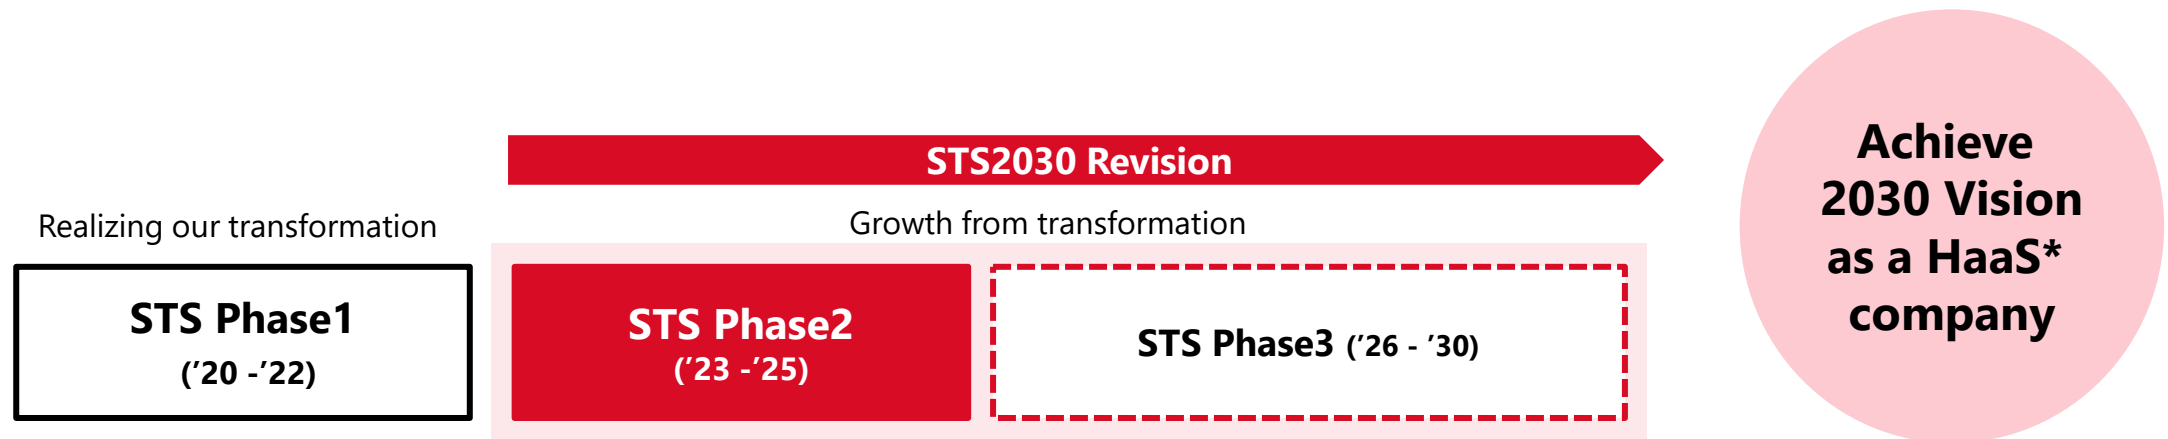 STS2030 Revision
Realizing our transformation
Growth from transformation
STS Phase1
(’20 -’22)
STS Phase2
(’23 -’25)
STS Phase3 (’26 - ’30)
Achieve
2030 Vision
as a HaaS*
company